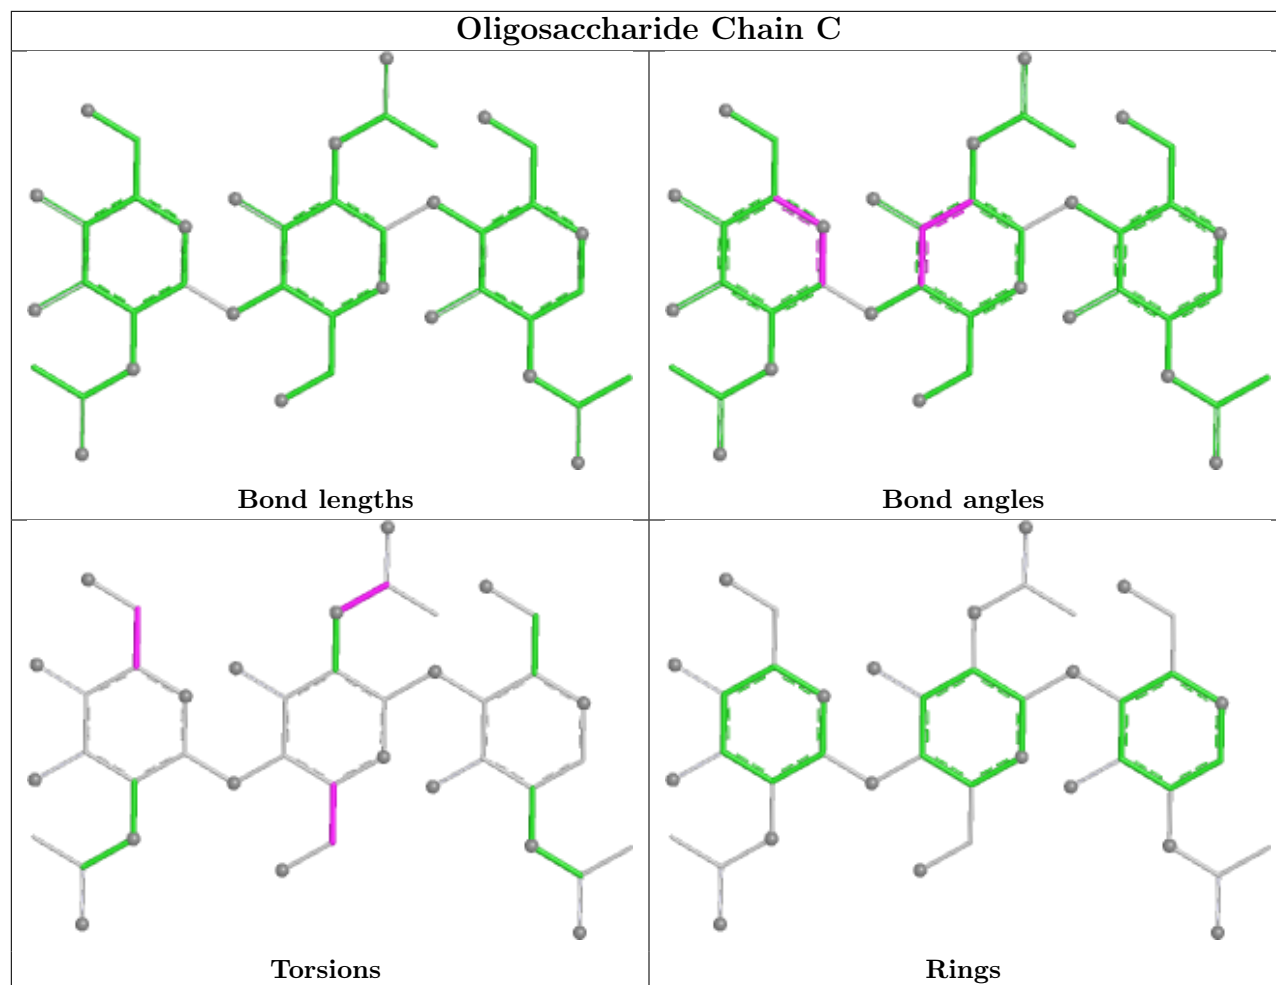 Oligosaccharide Chain C
Bond lengths
Bond angles
Torsions
Rings